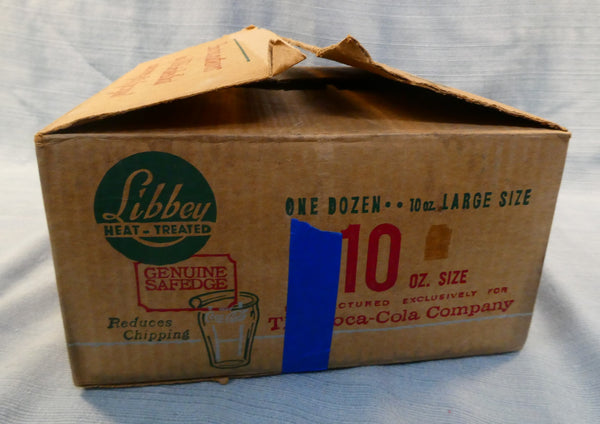 Libbey
HEAT-TREATED
GENUINE
SAFEDGE
Reduces
Chipping
ONE DOZEN •• 10 oz. LARGE SIZE
10 OZ. SIZE
EXCLUSIVELY FOR
Coca-Cola Company